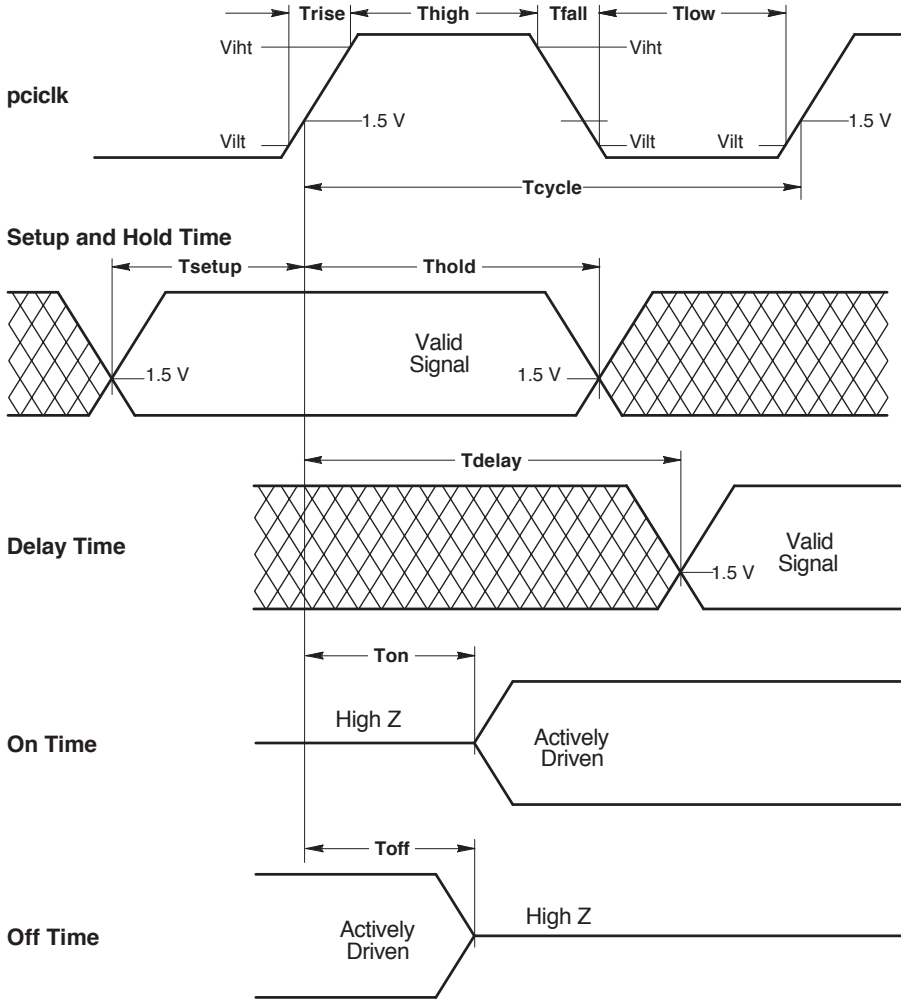 Trise Thigh Tfall Tlow
Viht Viht
pciclk
1.5 V 1.5 V
Vilt Vilt Vilt
Tcycle
Setup and Hold Time
Tsetup Thold
Valid
Signal
1.5 V 1.5 V
Tdelay
Delay Time
Valid
Signal
1.5 V
Ton
High Z
On Time
Actively
Driven
Toff
High Z
Off Time
Actively
Driven